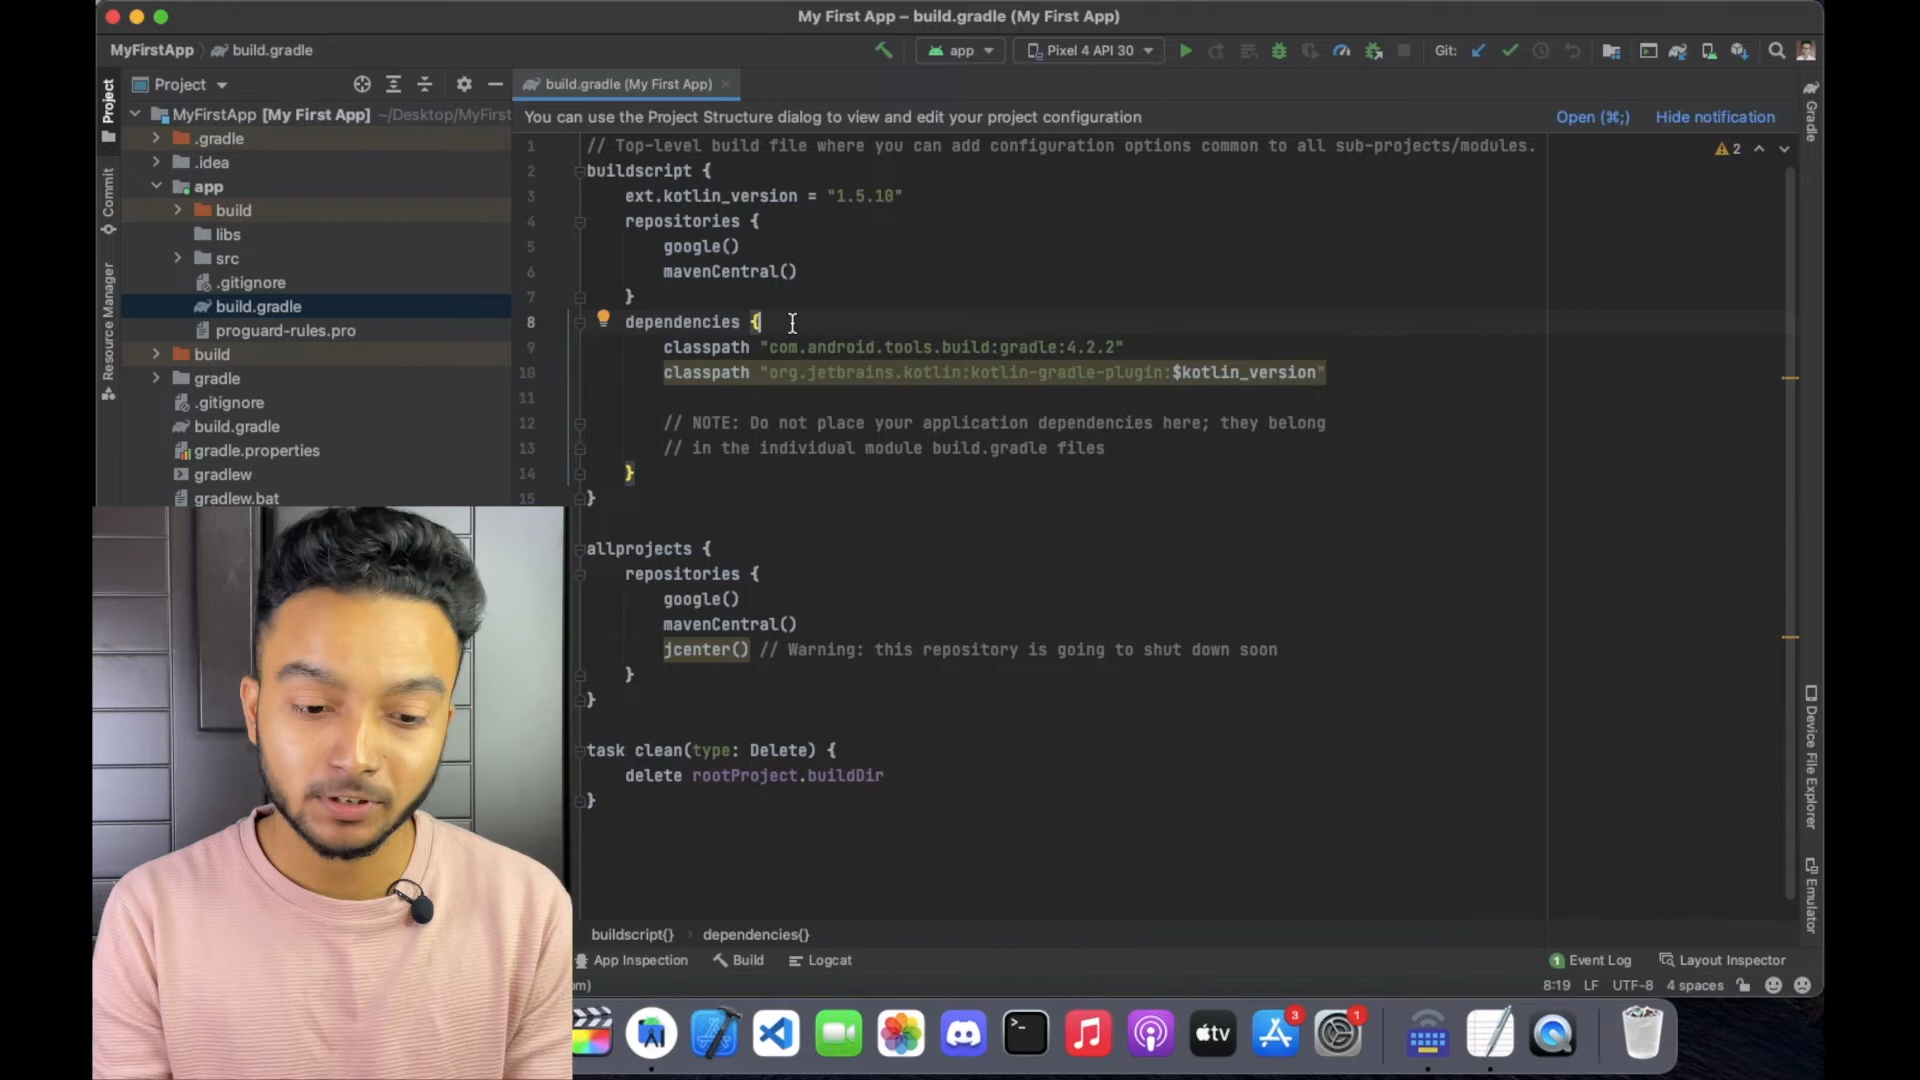 My First App – build.gradle (My First App)
MyFirstApp build.gradle
app
Pixel 4 API 30
Git:
Project
MyFirstApp [My First App] ~/Desktop/MyFirst
.gradle
.idea
app
build
libs
src
.gitignore
build.gradle
proguard-rules.pro
build
gradle
.gitignore
build.gradle
gradle.properties
gradlew
gradlew.bat
Project
Commit
Resource Manager
build.gradle (My First App)
You can use the Project Structure dialog to view and edit your project configuration
Open (⌘;) Hide notification
2
1 // Top-level build file where you can add configuration options common to all sub-projects/modules.
2 buildscript {
3 ext.kotlin_version = "1.5.10"
4 repositories {
5 google()
6 mavenCentral()
7 }
8 dependencies {
9 classpath "com.android.tools.build:gradle:4.2.2"
10 classpath "org.jetbrains.kotlin:kotlin-gradle-plugin:$kotlin_version"
11
12 // NOTE: Do not place your application dependencies here; they belong
13 // in the individual module build.gradle files
14 }
15 }
allprojects {
repositories {
google()
mavenCentral()
jcenter() // Warning: this repository is going to shut down soon
}
}
task clean(type: Delete) {
delete rootProject.buildDir
}
Gradle
Device File Explorer
Emulator
buildscript{} dependencies{}
App Inspection Build Logcat
1 Event Log Layout Inspector
om)
8:19 LF UTF-8 4 spaces
tv
3
1